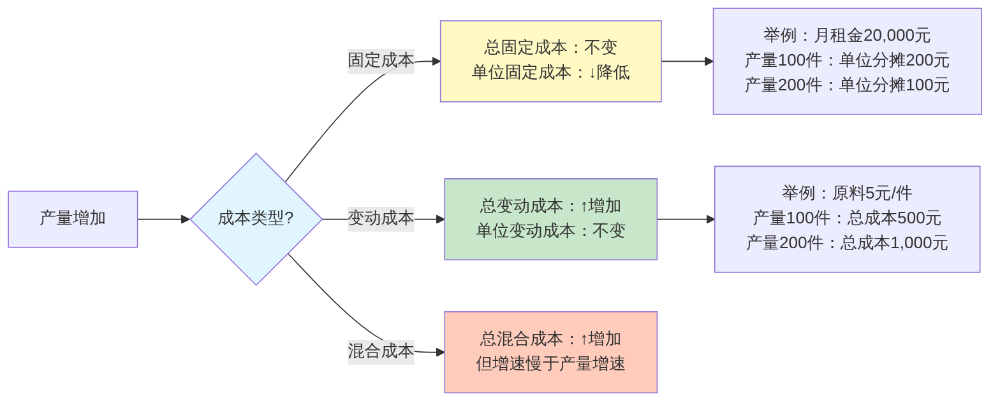 产量增加
成本类型?
固定成本
总固定成本：不变
单位固定成本：↓降低
举例：月租金20,000元
产量100件：单位分摊200元
产量200件：单位分摊100元
变动成本
总变动成本：↑增加
单位变动成本：不变
举例：原料5元/件
产量100件：总成本500元
产量200件：总成本1,000元
混合成本
总混合成本：↑增加
但增速慢于产量增速